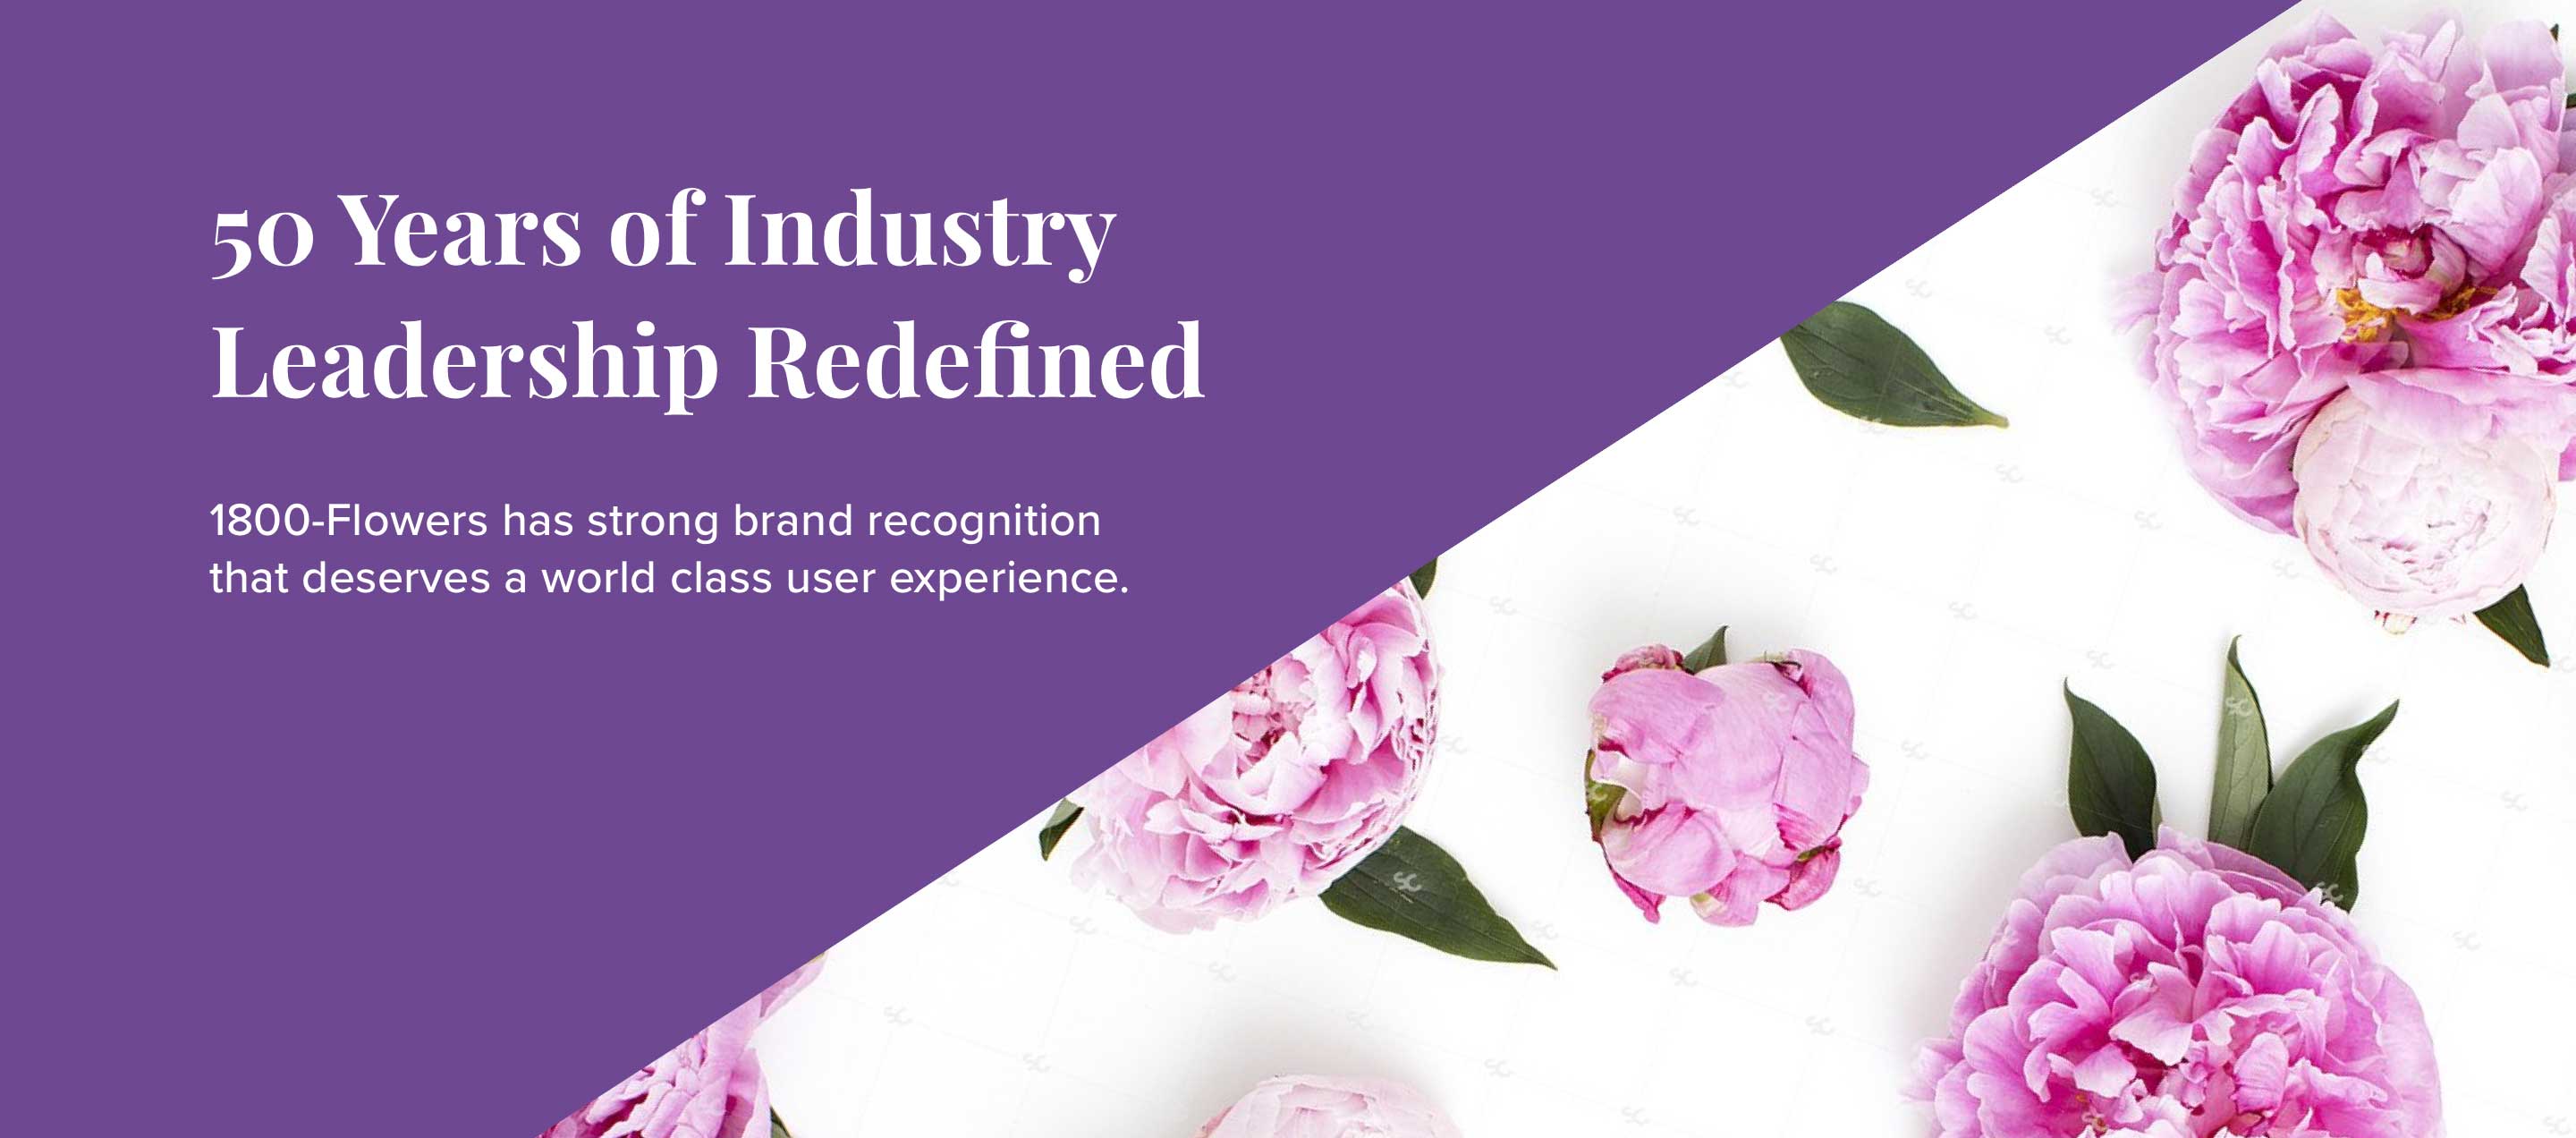 50 Years of Industry
Leadership Redefined
1800-Flowers has strong brand recognition
that deserves a world class user experience.